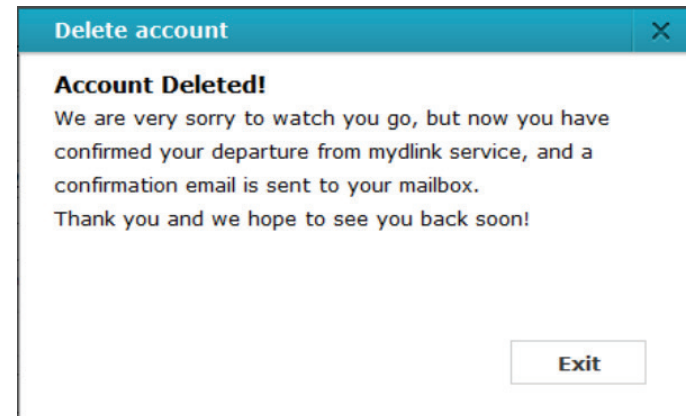 Delete account
Account Deleted!
We are very sorry to watch you go, but now you have
confirmed your departure from mydlink service, and a
confirmation email is sent to your mailbox.
Thank you and we hope to see you back soon!
Exit